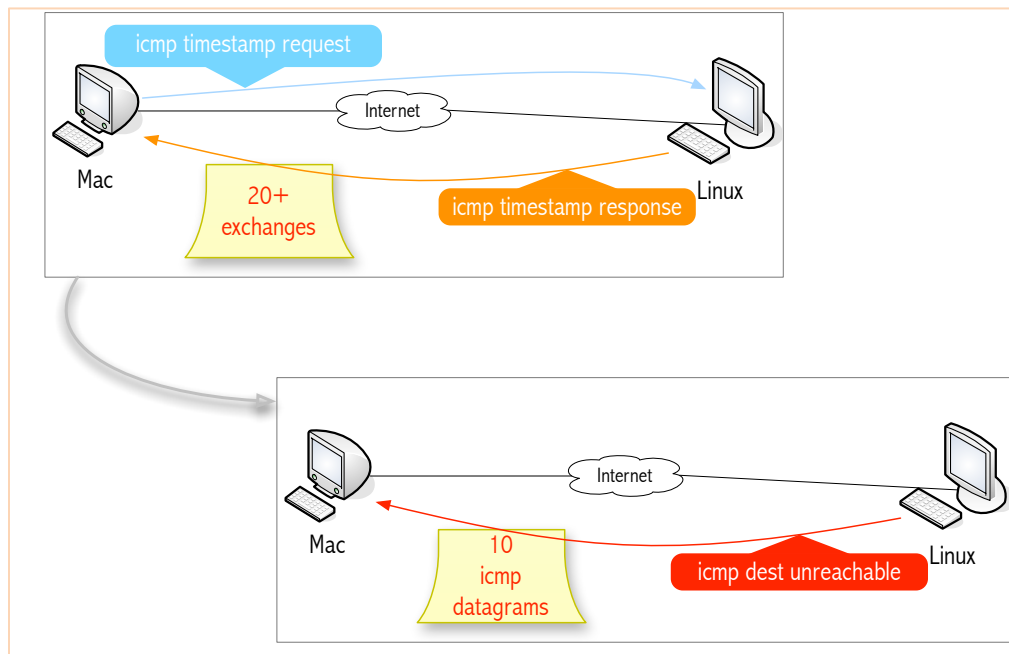 icmp timestamp request
Internet
Mac
20+
exchanges
icmp timestamp response
Linux
Internet
Mac
10
icmp
datagrams
icmp dest unreachable
Linux